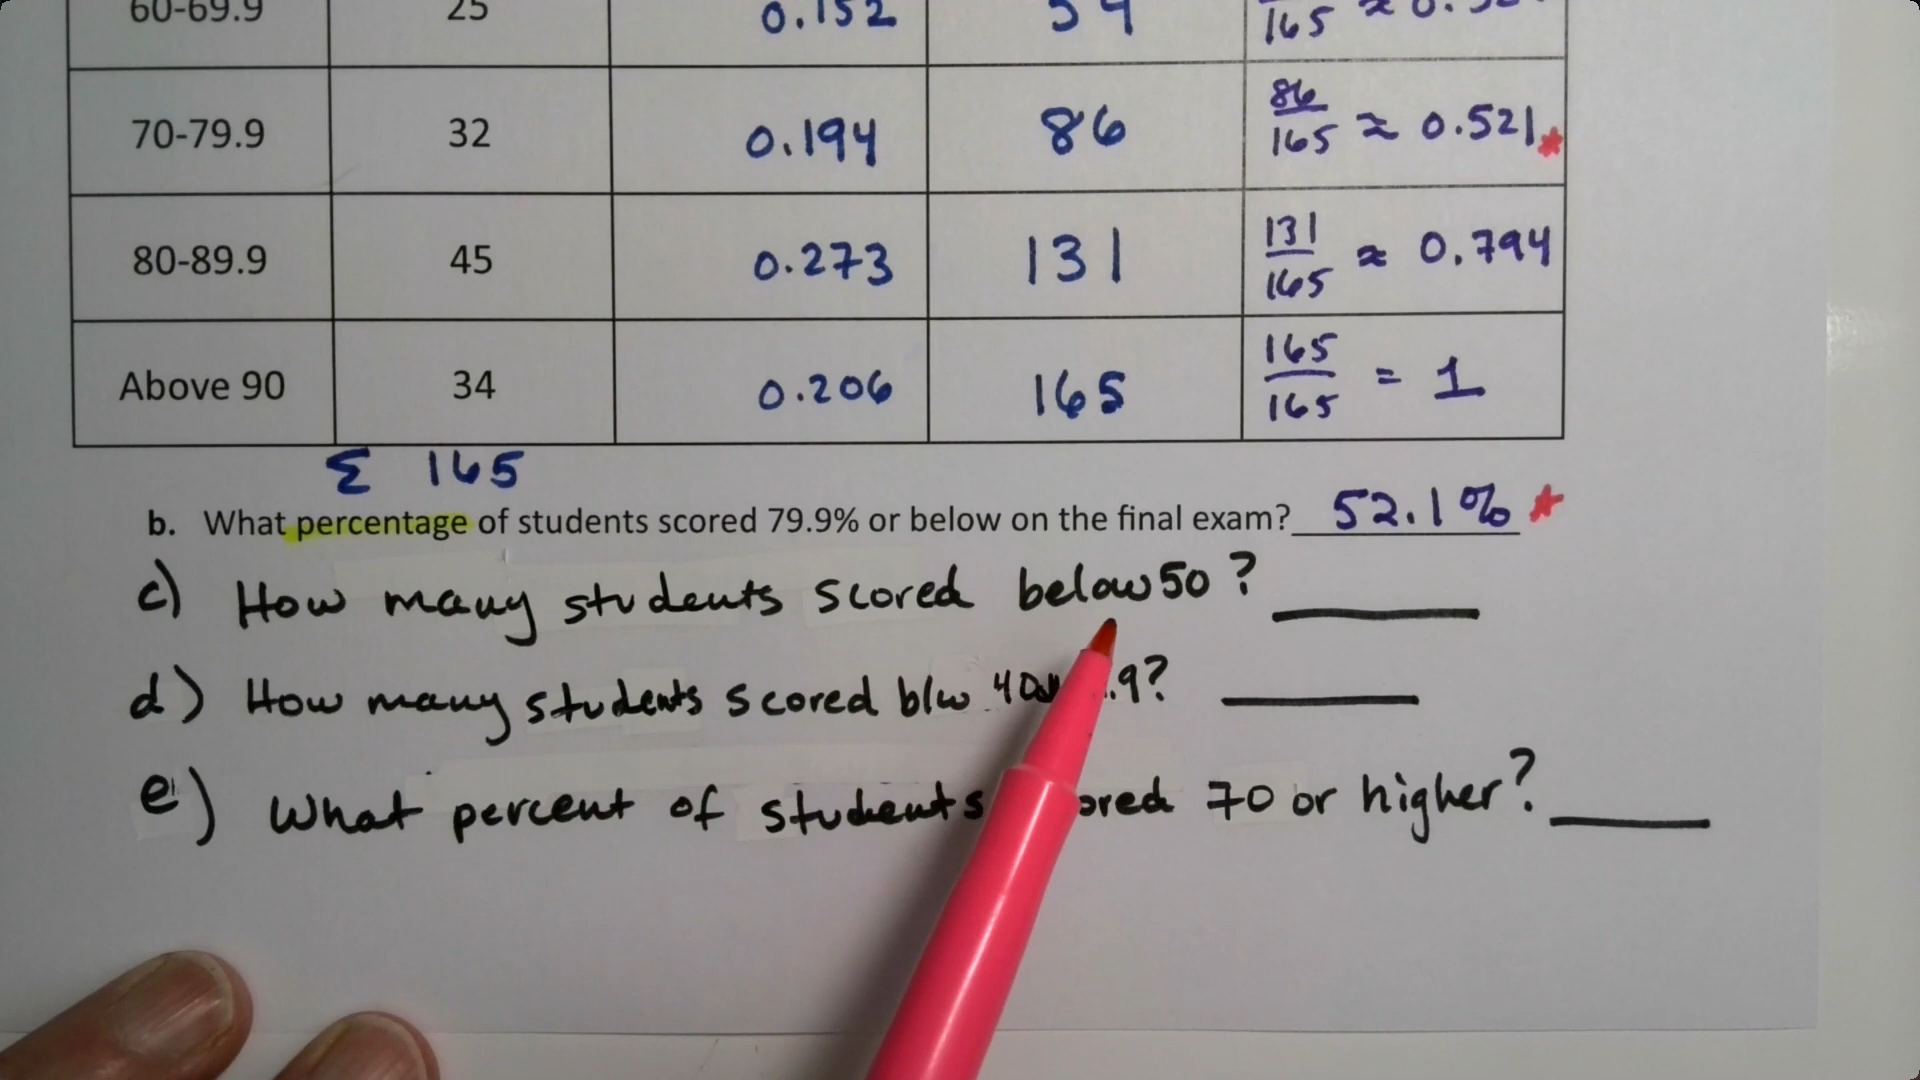 60-69.9 25 0.152 54 165 ≈
70-79.9 32 0.194 86 86/165 ≈ 0.521*
80-89.9 45 0.273 131 131/165 ≈ 0.794
Above 90 34 0.206 165 165/165 = 1
Σ 165
b. What percentage of students scored 79.9% or below on the final exam? 52.1% *
c) How many students scored below 50?
d) How many students scored b/w .9?
e) What percent of students 70 or higher?